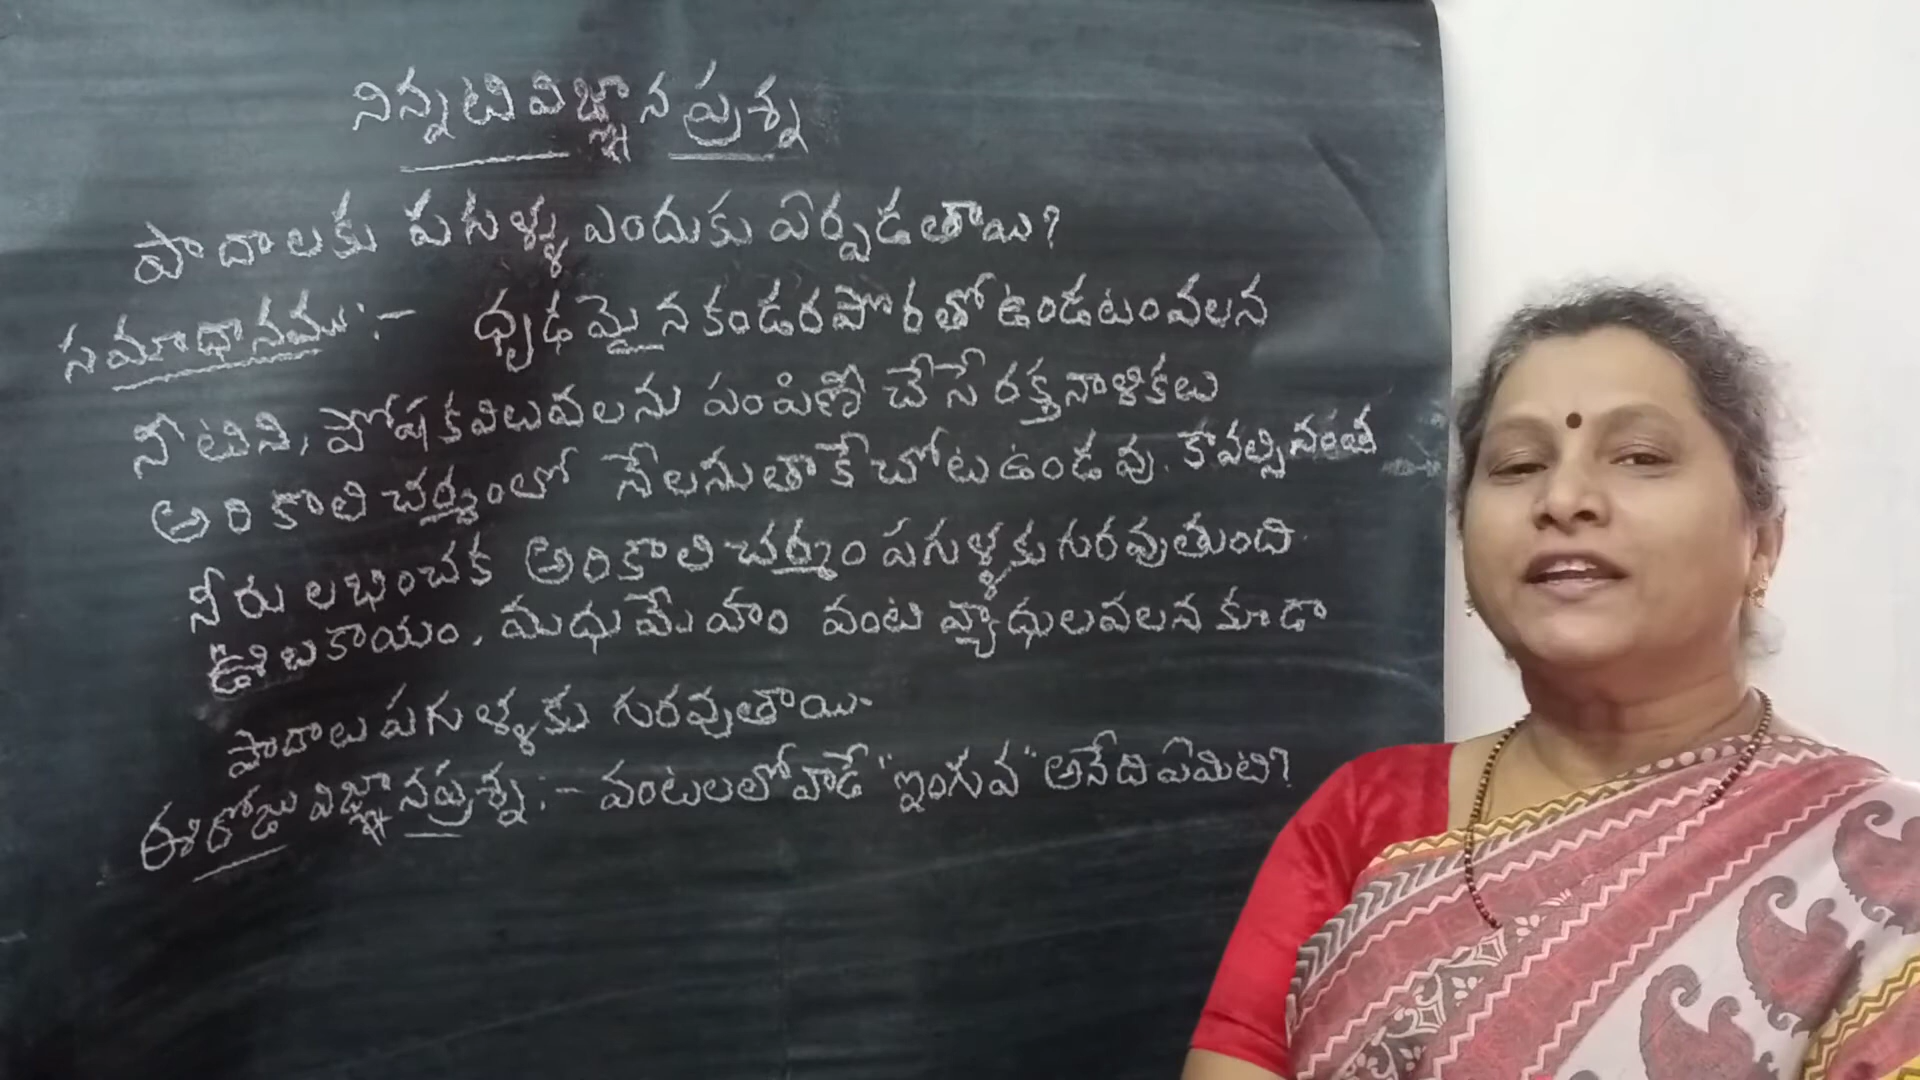 నిన్నటి విజ్ఞాన ప్రశ్న
పాదాలకు పగుళ్ళు ఎందుకు ఏర్పడతాయి?
సమాధానము :- ధృఢమైన కండర పొరతో ఉండటం వలన
నీటిని, పోషకవిలువలను పంపిణీ చేసే రక్తనాళికలు
అరికాలి చర్మంలో నేలను తాకే చోట ఉండవు. కావల్సినంత
నీరు లభించక అరికాలి చర్మం పగుళ్ళకు గురవుతుంది.
ఊబకాయం, మధుమేహం వంటి వ్యాధుల వలన కూడా
పాదాలు పగుళ్ళకు గురవుతాయి.
ఈరోజు విజ్ఞాన ప్రశ్న :- వంటలలో వాడే "ఇంగువ" అనేది ఏమిటి?